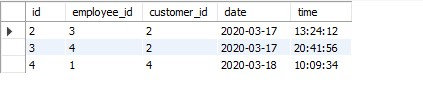 id employee_id customer_id date time
2 3 2 2020-03-17 13:24:12
3 4 2 2020-03-17 20:41:56
4 1 4 2020-03-18 10:09:34